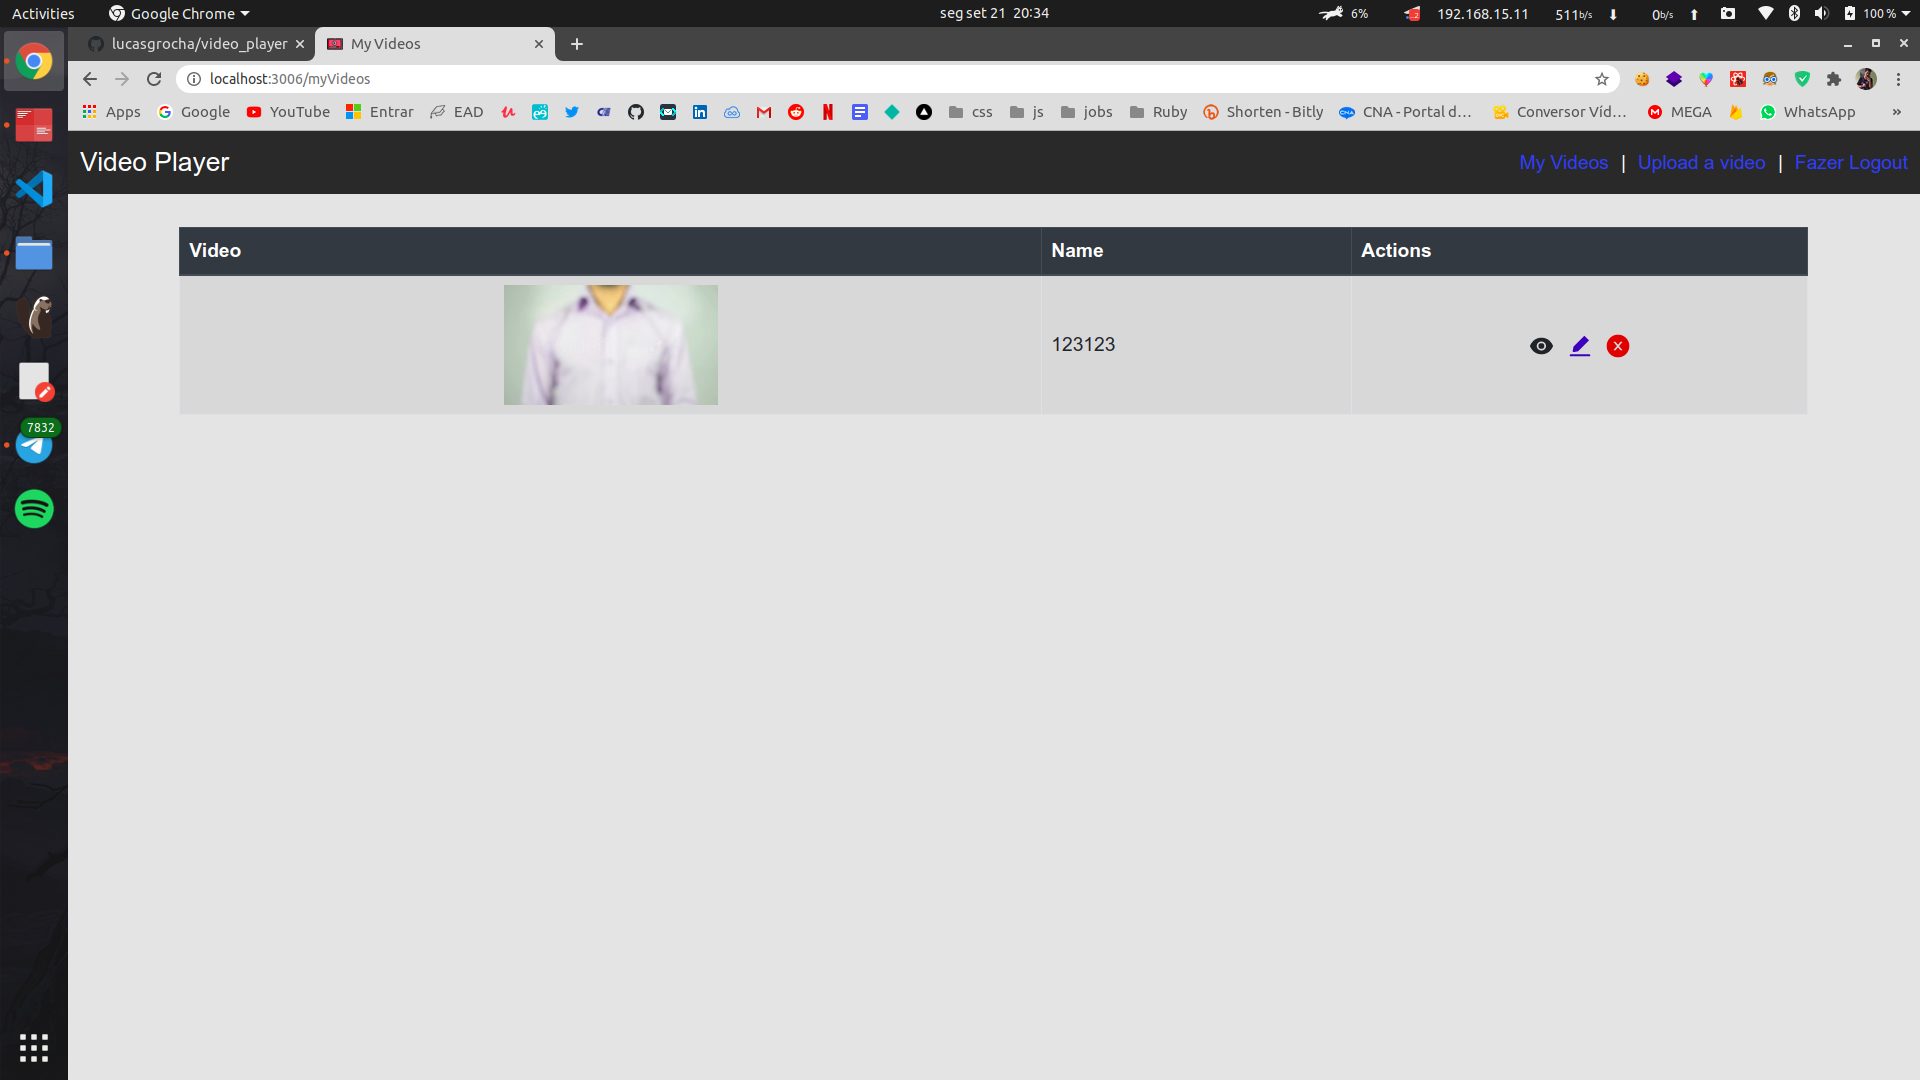 Activities Google Chrome seg set 21 20:34 6% 192.168.15.11 511b/s 0b/s 100 %
lucasgrocha/video_player My Videos
localhost:3006/myVideos
Apps Google YouTube Entrar EAD css js jobs Ruby Shorten - Bitly CNA - Portal d... Conversor Víd... MEGA WhatsApp »
Video Player My Videos | Upload a video | Fazer Logout
Video Name Actions
123123
7832